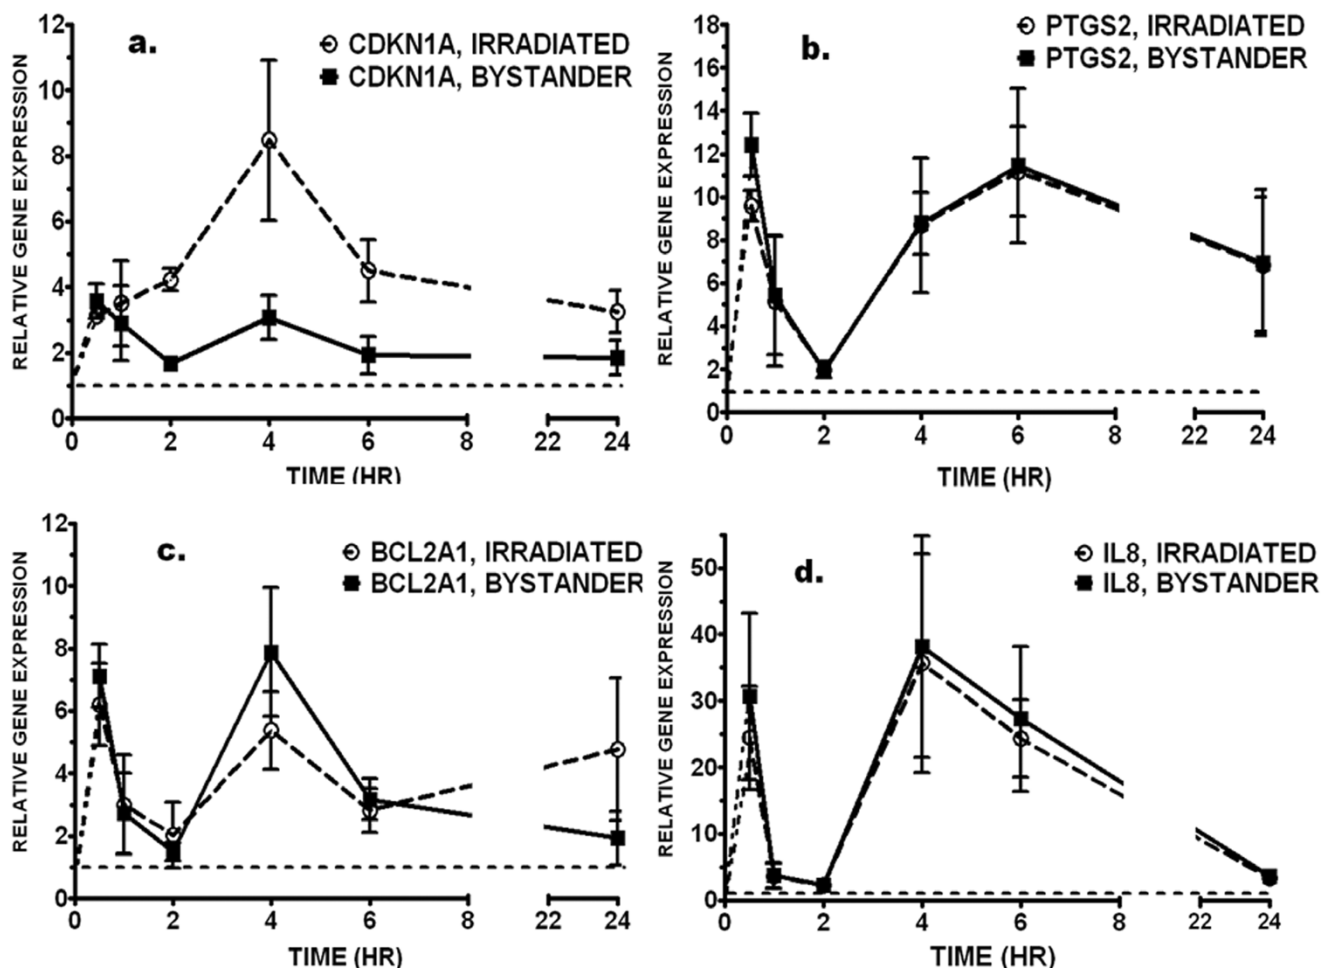 a.
CDKN1A, IRRADIATED
CDKN1A, BYSTANDER
RELATIVE GENE EXPRESSION
12
10
8
6
4
2
0
0 2 4 6 8 22 24
TIME (HR)
b.
PTGS2, IRRADIATED
PTGS2, BYSTANDER
RELATIVE GENE EXPRESSION
18
16
14
12
10
8
6
4
2
0
0 2 4 6 8 22 24
TIME (HR)
c.
BCL2A1, IRRADIATED
BCL2A1, BYSTANDER
RELATIVE GENE EXPRESSION
12
10
8
6
4
2
0
0 2 4 6 8 22 24
TIME (HR)
d.
IL8, IRRADIATED
IL8, BYSTANDER
RELATIVE GENE EXPRESSION
50
40
30
20
10
0
0 2 4 6 8 22 24
TIME (HR)